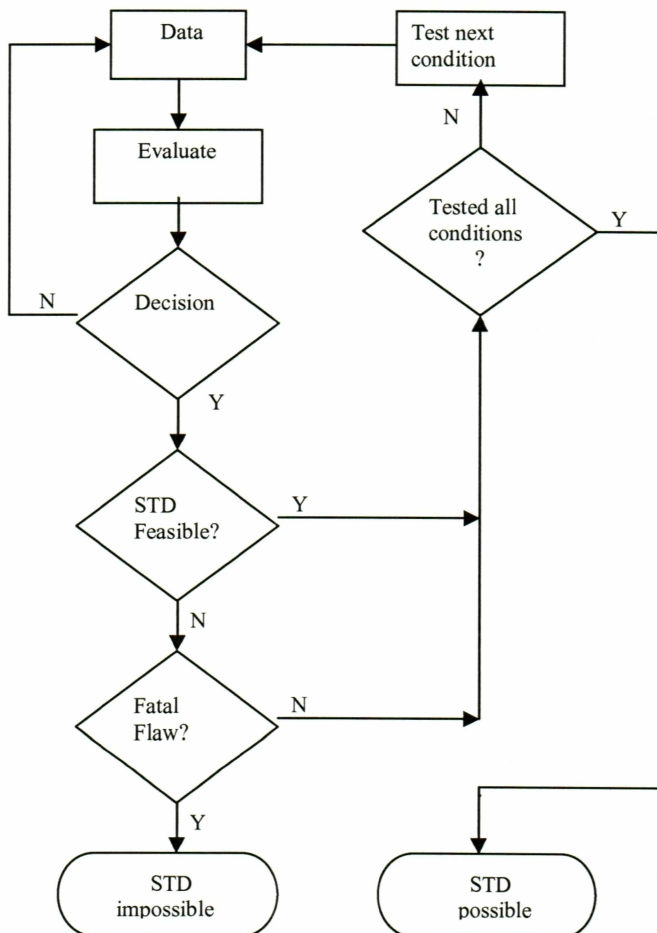 Data
Test next
condition
N
Evaluate
Tested all
conditions
?
Y
N
Decision
Y
STD
Feasible?
Y
N
Fatal
Flaw?
N
Y
STD
impossible
STD
possible